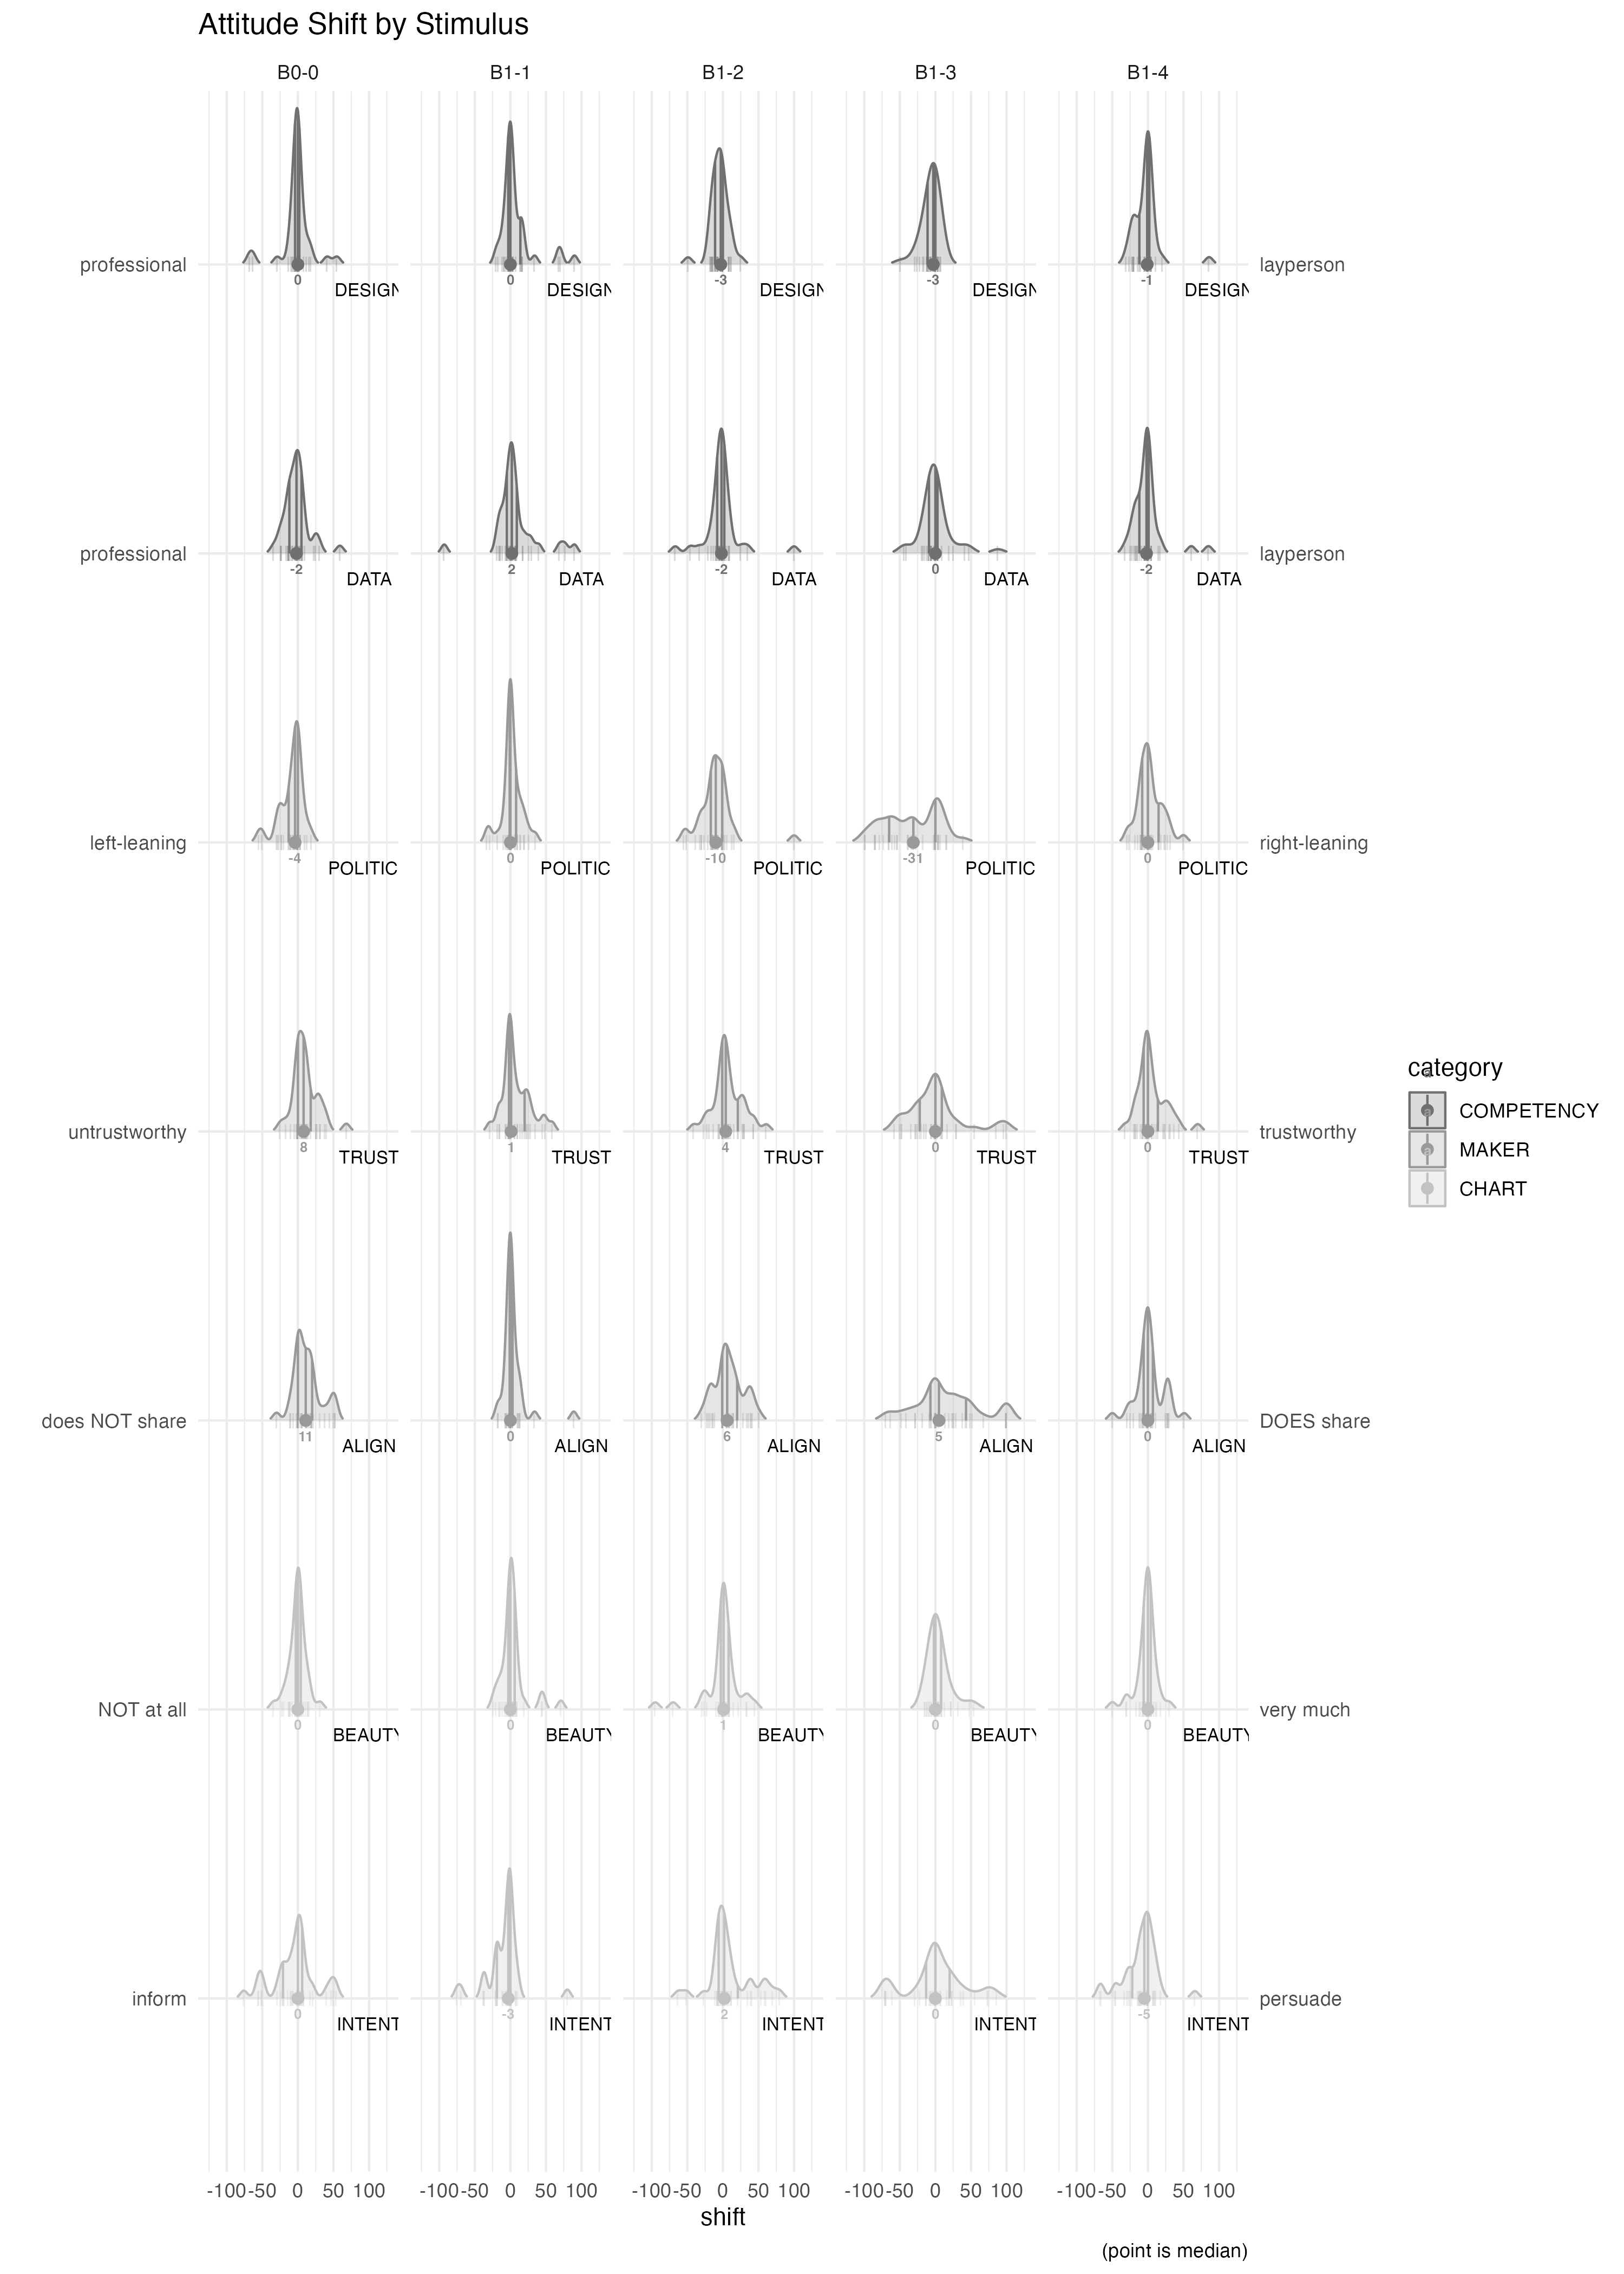 Attitude Shift by Stimulus
B0-0 B1-1 B1-2 B1-3 B1-4
professional layperson
0 0 -3 -3 -1
DESIGN DESIGN DESIGN DESIGN DESIGN
professional layperson
-2 2 -2 0 -2
DATA DATA DATA DATA DATA
left-leaning right-leaning
-4 0 -10 -31 0
POLITIC POLITIC POLITIC POLITIC POLITIC
untrustworthy trustworthy
8 1 4 0 0
TRUST TRUST TRUST TRUST TRUST
category
COMPETENCY
MAKER
CHART
does NOT share DOES share
11 0 6 5 0
ALIGN ALIGN ALIGN ALIGN ALIGN
NOT at all very much
0 0 1 0 0
BEAUTY BEAUTY BEAUTY BEAUTY BEAUTY
inform persuade
0 -3 2 0 -5
INTENT INTENT INTENT INTENT INTENT
-100 -50 0 50 100 -100 -50 0 50 100 -100 -50 0 50 100 -100 -50 0 50 100 -100 -50 0 50 100
shift
(point is median)